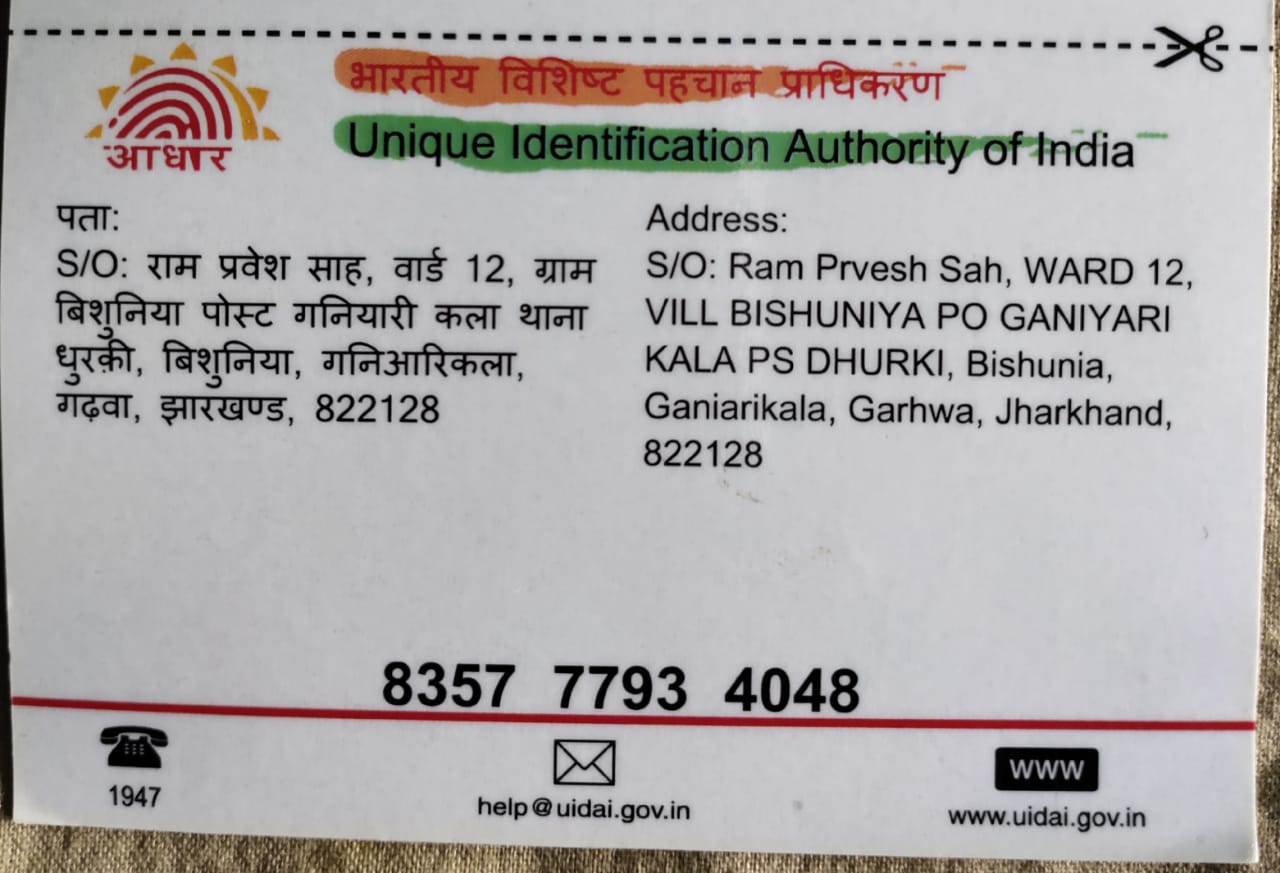 भारतीय विशिष्ट पहचान प्राधिकरण
आधार
Unique Identification Authority of India
पता:
S/O: राम प्रवेश साह, वार्ड 12, ग्राम
बिशुनिया पोस्ट गनियारी कला थाना
धुरक़ी, बिशुनिया, गनिआरिकला,
गढ़वा, झारखण्ड, 822128
Address:
S/O: Ram Prvesh Sah, WARD 12,
VILL BISHUNIYA PO GANIYARI
KALA PS DHURKI, Bishunia,
Ganiarikala, Garhwa, Jharkhand,
822128
8357 7793 4048
1947
help@uidai.gov.in
www
www.uidai.gov.in